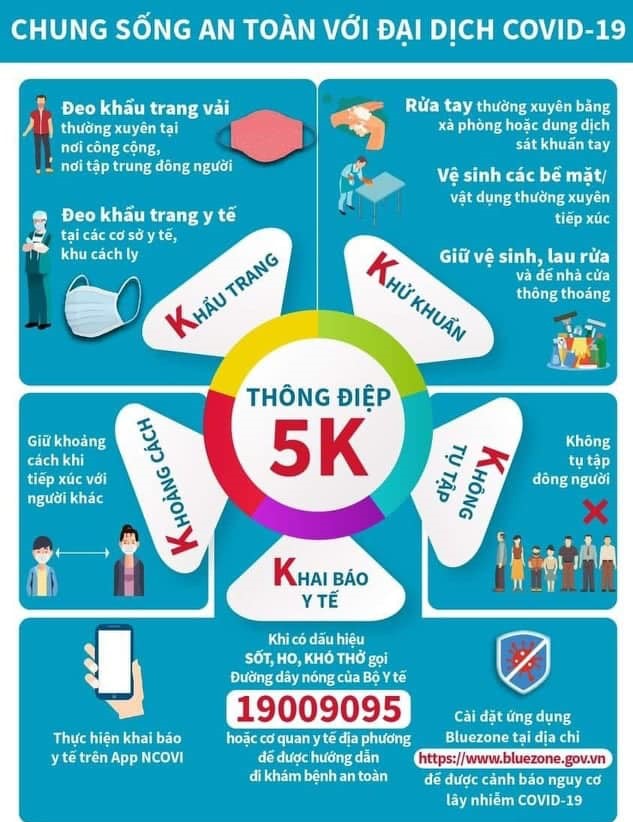 CHUNG SỐNG AN TOÀN VỚI ĐẠI DỊCH COVID-19
Đeo khẩu trang vải
thường xuyên tại
nơi công cộng,
nơi tập trung đông người
Đeo khẩu trang y tế
tại các cơ sở y tế,
khu cách ly
KHẨU TRANG
Rửa tay thường xuyên bằng
xà phòng hoặc dung dịch
sát khuẩn tay
Vệ sinh các bề mặt/
vật dụng thường xuyên
tiếp xúc
Giữ vệ sinh, lau rửa
và để nhà cửa
thông thoáng
KHỬ KHUẨN
THÔNG ĐIỆP
5K
Giữ khoảng
cách khi
tiếp xúc với
người khác
KHOẢNG CÁCH
KHÔNG
TỤ TẬP
Không
tụ tập
đông người
KHAI BÁO
Y TẾ
Thực hiện khai báo
y tế trên App NCOVI
Khi có dấu hiệu
SỐT, HO, KHÓ THỞ gọi
Đường dây nóng của Bộ Y tế
19009095
hoặc cơ quan y tế địa phương
để được hướng dẫn
đi khám bệnh an toàn
Cài đặt ứng dụng
Bluezone tại địa chỉ
https://www.bluezone.gov.vn
để được cảnh báo nguy cơ
lây nhiễm COVID-19